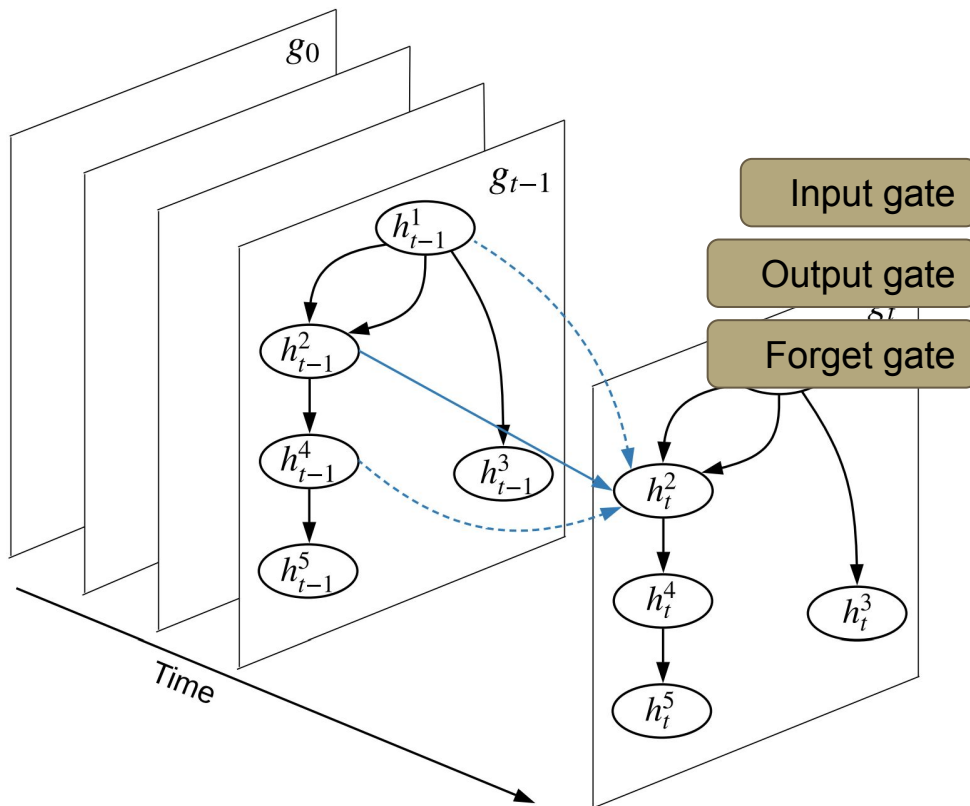 g₀
gₜ₋₁
h¹ₜ₋₁
h²ₜ₋₁
h⁴ₜ₋₁
h³ₜ₋₁
h⁵ₜ₋₁
Input gate
Output gate
Forget gate
h²ₜ
h⁴ₜ
h³ₜ
h⁵ₜ
Time